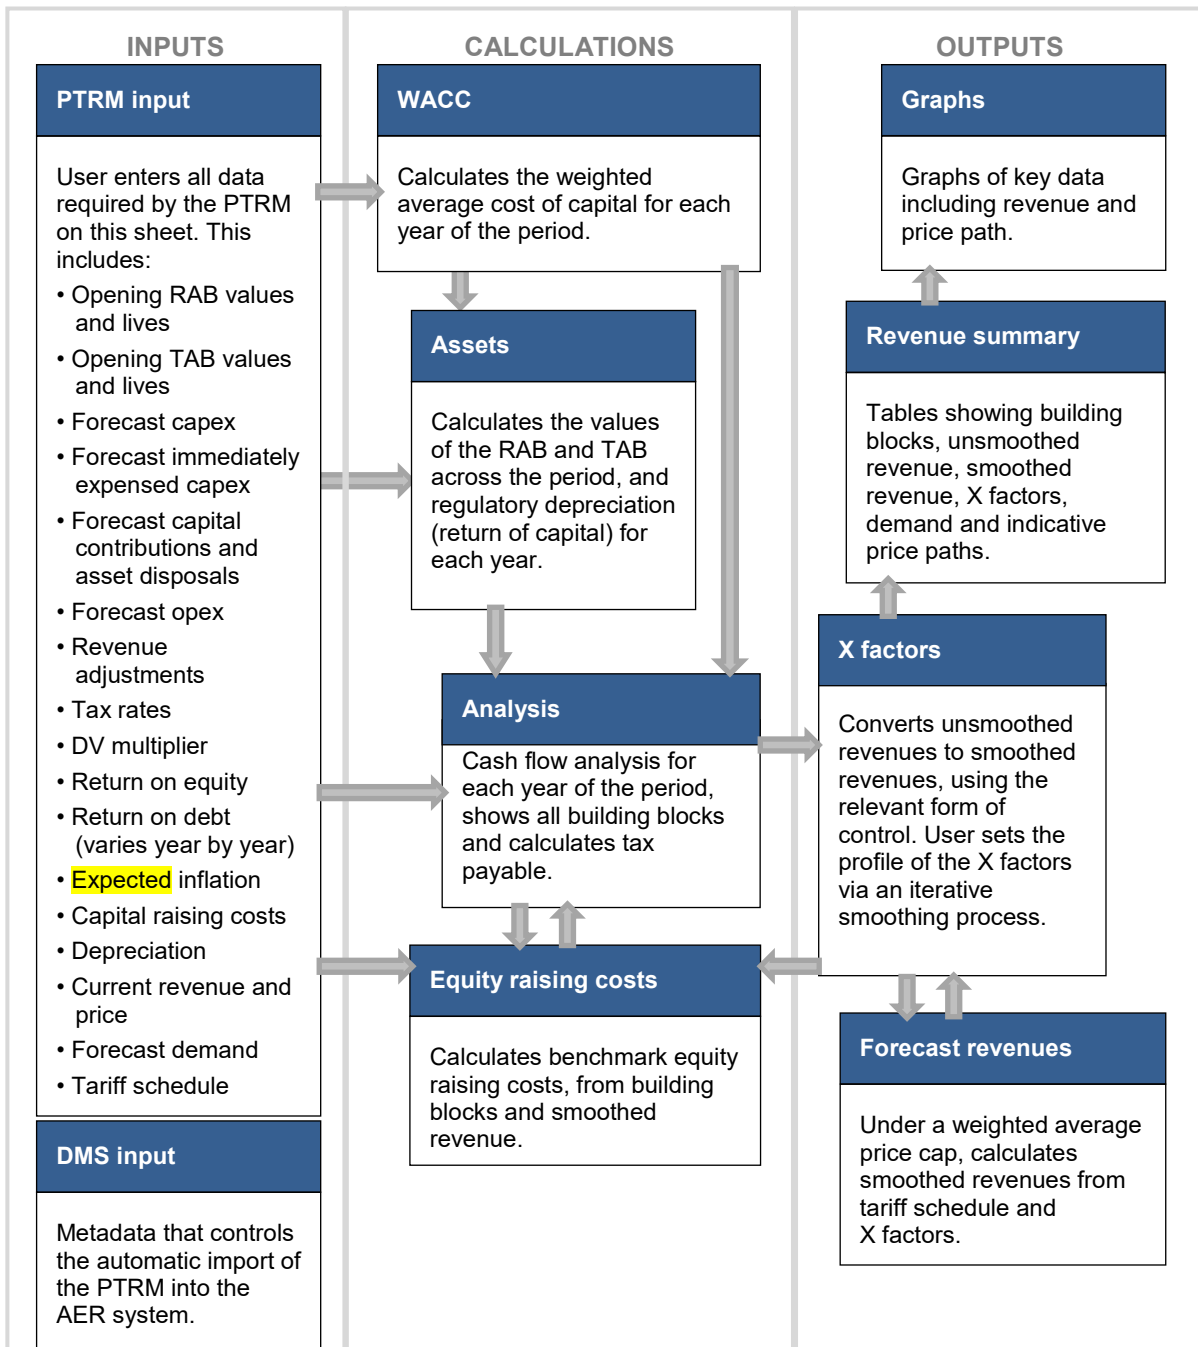 INPUTS
PTRM input
User enters all data
required by the PTRM
on this sheet. This
includes:
• Opening RAB values
and lives
• Opening TAB values
and lives
• Forecast capex
• Forecast immediately
expensed capex
• Forecast capital
contributions and
asset disposals
• Forecast opex
• Revenue
adjustments
• Tax rates
• DV multiplier
• Return on equity
• Return on debt
(varies year by year)
• Expected inflation
• Capital raising costs
• Depreciation
• Current revenue and
price
• Forecast demand
• Tariff schedule
DMS input
Metadata that controls
the automatic import of
the PTRM into the
AER system.
CALCULATIONS
WACC
Calculates the weighted
average cost of capital for each
year of the period.
Assets
Calculates the values
of the RAB and TAB
across the period, and
regulatory depreciation
(return of capital) for
each year.
Analysis
Cash flow analysis for
each year of the period,
shows all building blocks
and calculates tax
payable.
Equity raising costs
Calculates benchmark equity
raising costs, from building
blocks and smoothed
revenue.
OUTPUTS
Graphs
Graphs of key data
including revenue and
price path.
Revenue summary
Tables showing building
blocks, unsmoothed
revenue, smoothed
revenue, X factors,
demand and indicative
price paths.
X factors
Converts unsmoothed
revenues to smoothed
revenues, using the
relevant form of
control. User sets the
profile of the X factors
via an iterative
smoothing process.
Forecast revenues
Under a weighted average
price cap, calculates
smoothed revenues from
tariff schedule and
X factors.